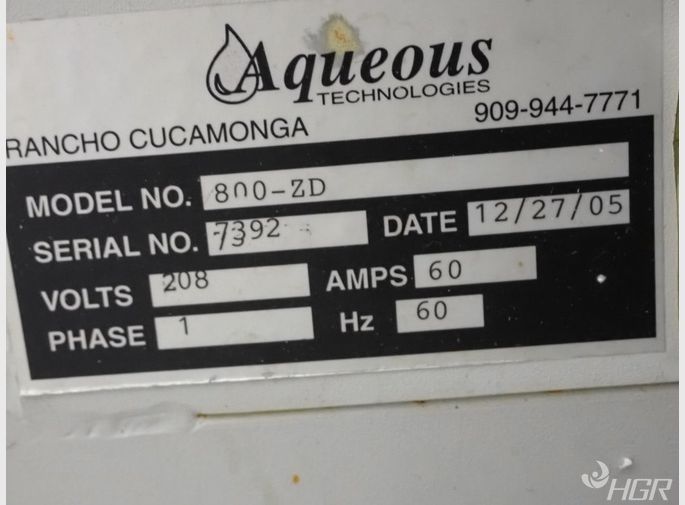 Aqueous
TECHNOLOGIES
RANCHO CUCAMONGA 909-944-7771
MODEL NO. 800-ZD
SERIAL NO. 7392 DATE 12/27/05
VOLTS 208 AMPS 60
PHASE 1 Hz 60
HGR